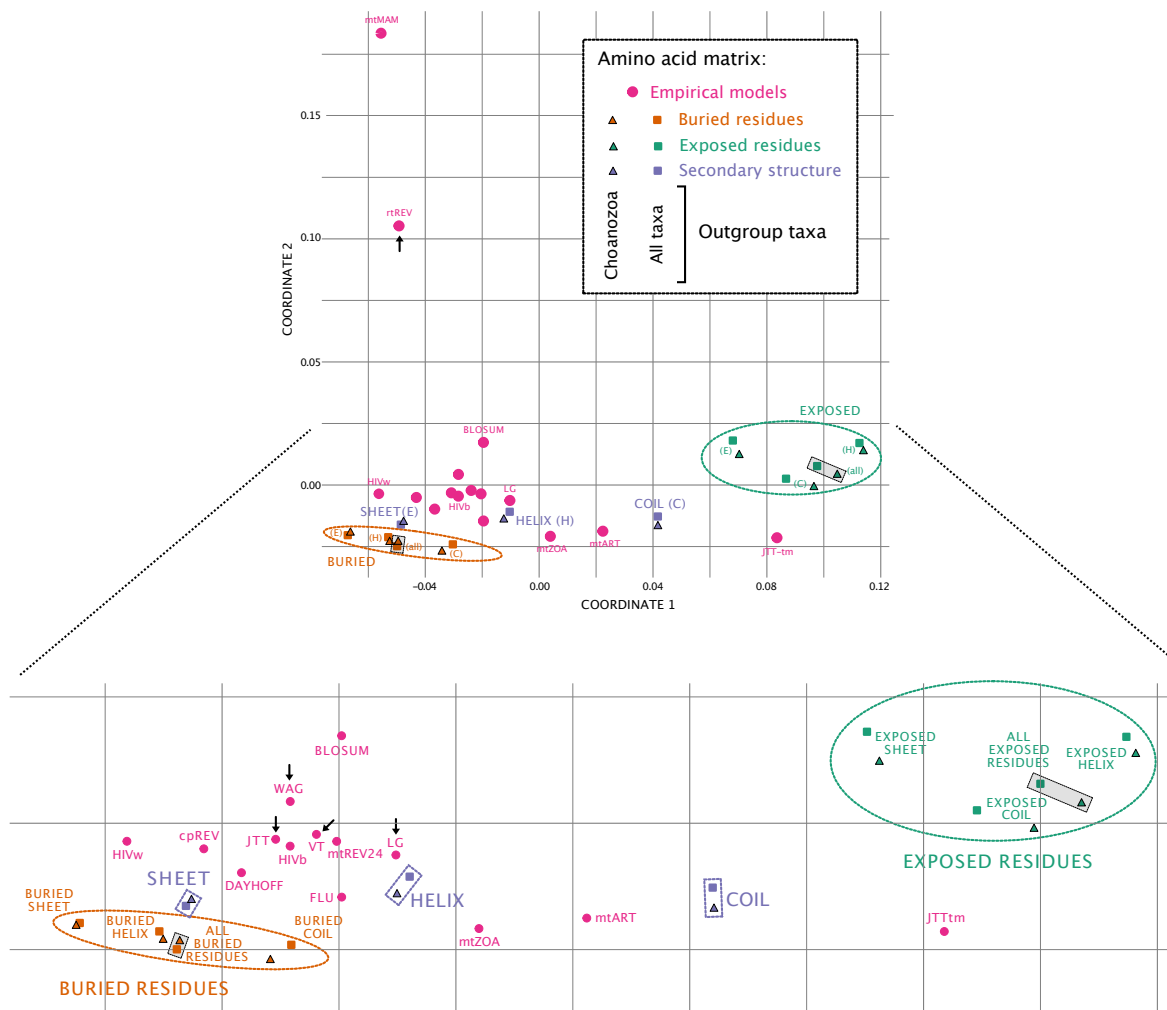 mtMAM
Amino acid matrix:
Empirical models
Buried residues
Exposed residues
Secondary structure
Choanozoa
All taxa
Outgroup taxa
0.15
rtREV
0.10
COORDINATE 2
0.05
EXPOSED
BLOSUM
(E)
(H)
(all)
(C)
0.00
HIVw
HIVb
LG
SHEET(E)
HELIX (H)
COIL (C)
(E)
(H)
(all)
(C)
BURIED
mtZOA
mtART
JTT-tm
−0.04
0.00
0.04
0.08
0.12
COORDINATE 1
BLOSUM
EXPOSED
SHEET
ALL
EXPOSED
RESIDUES
EXPOSED
HELIX
WAG
EXPOSED
COIL
cpREV
JTT
HIVb
VT
mtREV24
LG
HIVw
EXPOSED RESIDUES
SHEET
DAYHOFF
FLU
HELIX
COIL
BURIED
SHEET
BURIED
HELIX
ALL
BURIED
RESIDUES
BURIED
COIL
mtZOA
mtART
JTTtm
BURIED RESIDUES